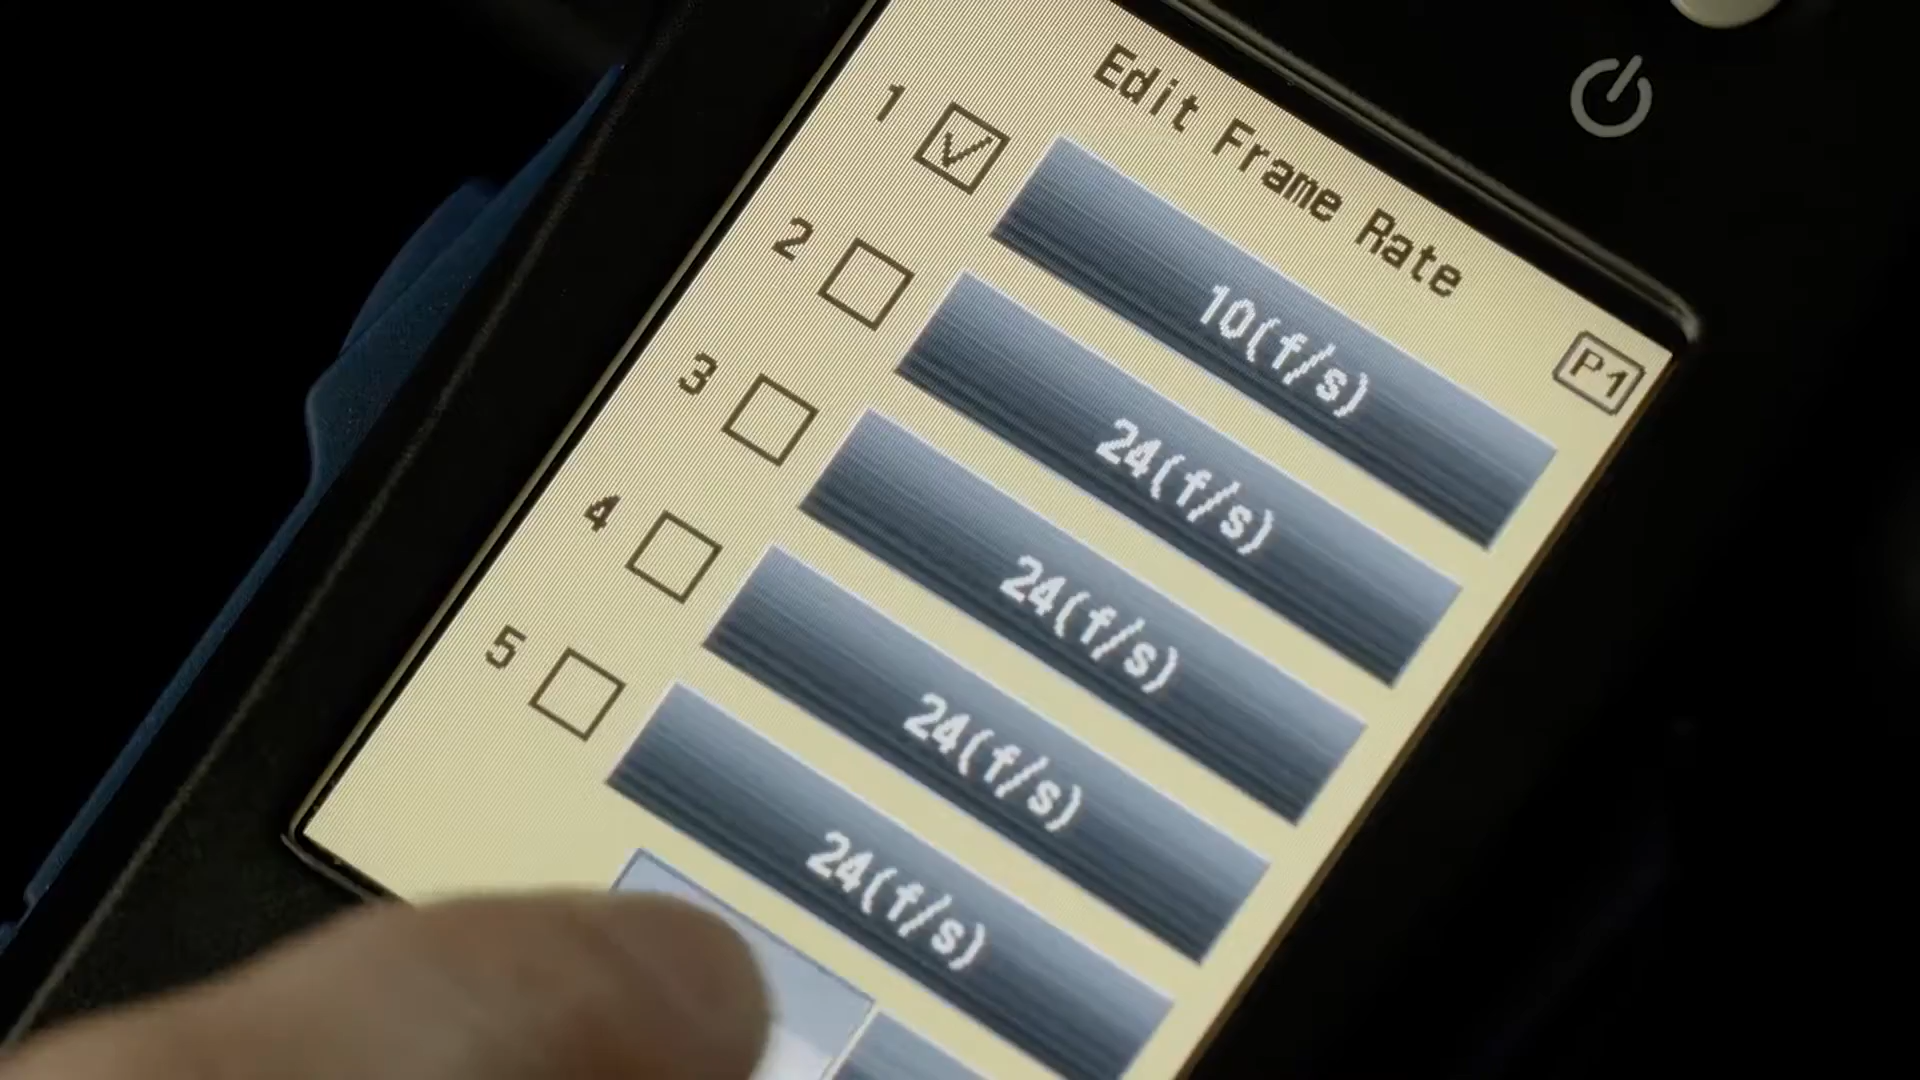 Edit Frame Rate
P1
1 10(f/s)
2 24(f/s)
3 24(f/s)
4 24(f/s)
5 24(f/s)